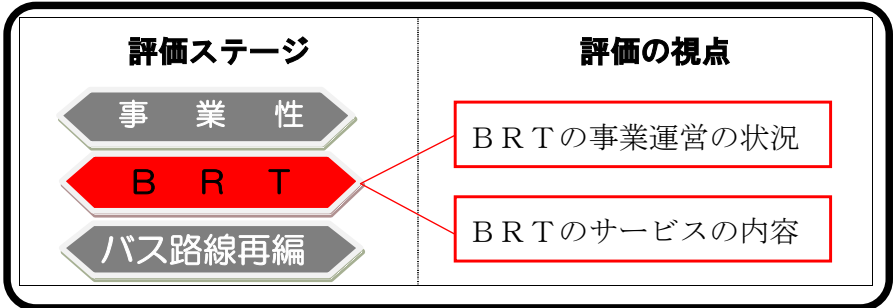 評価ステージ
評価の視点
事 業 性
B R T
バス路線再編
BRTの事業運営の状況
BRTのサービスの内容